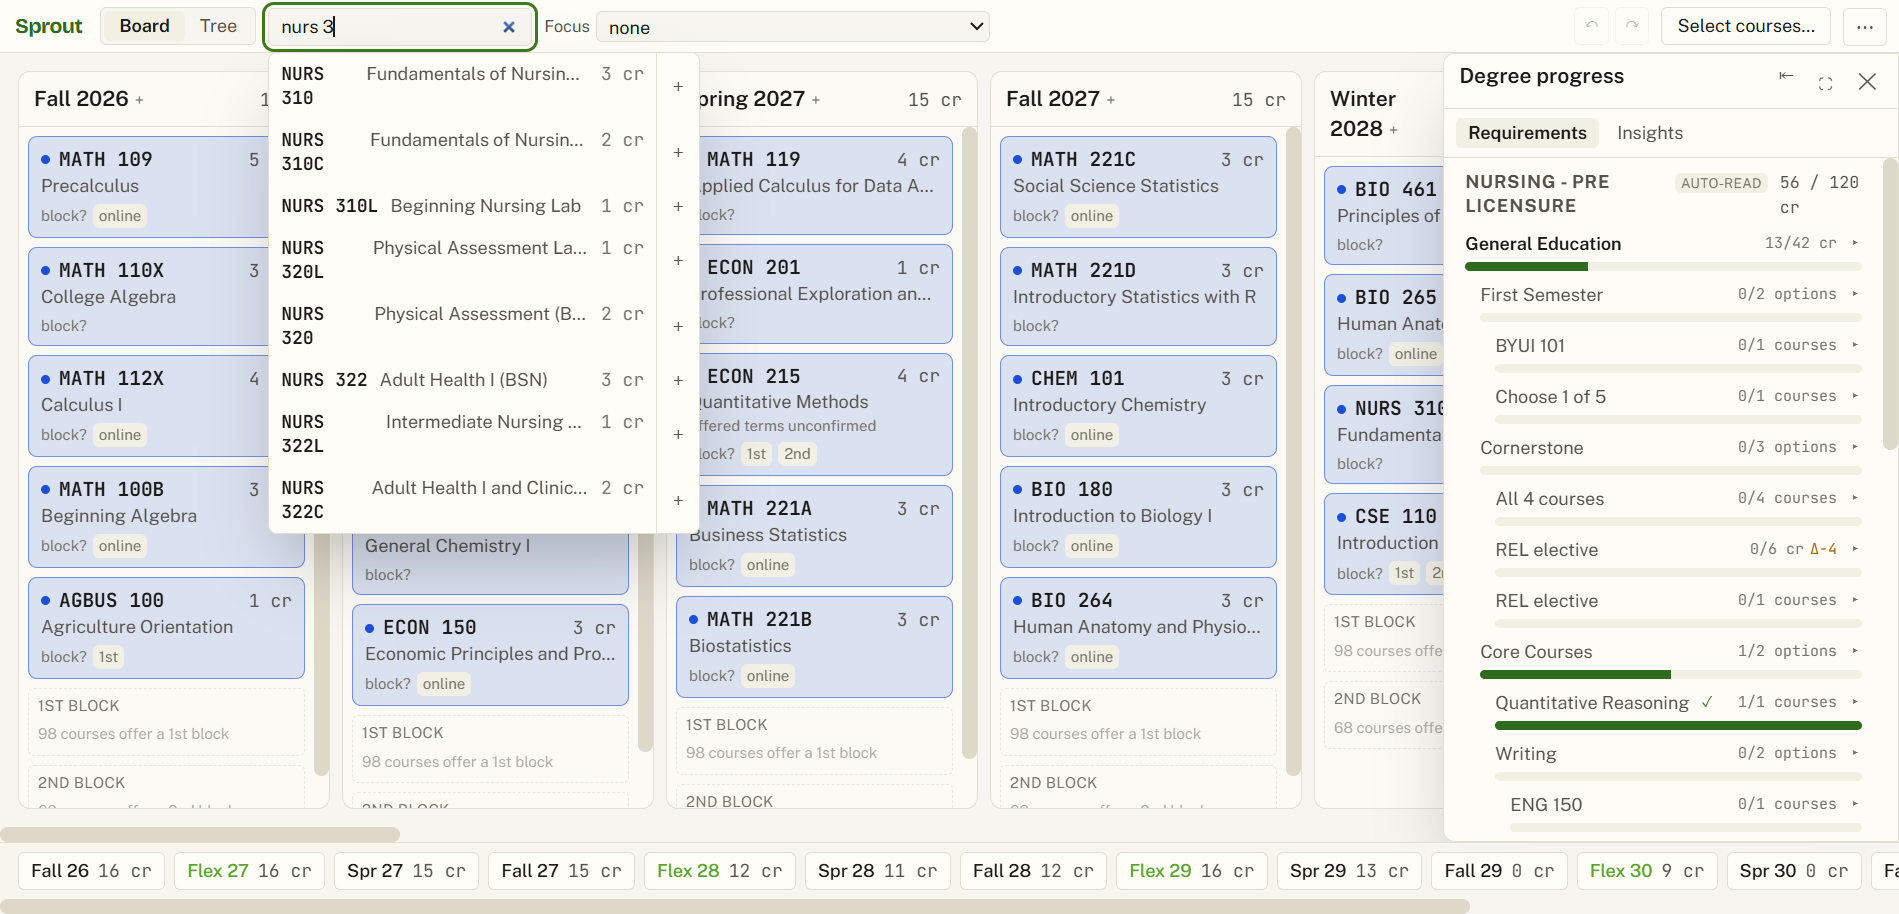 Sprout
Board
Tree
nurs 3
Focus
none
Select courses...
Fall 2026 +
NURS 310 Fundamentals of Nursin... 3 cr +
NURS 310C Fundamentals of Nursin... 2 cr +
NURS 310L Beginning Nursing Lab 1 cr +
NURS 320L Physical Assessment La... 1 cr +
NURS 320 Physical Assessment (B... 2 cr +
NURS 322 Adult Health I (BSN) 3 cr +
NURS 322L Intermediate Nursing ... 1 cr +
NURS 322C Adult Health I and Clinic... 2 cr +
MATH 109 5
Precalculus
block? online
MATH 110X 3
College Algebra
block?
MATH 112X 4
Calculus I
block? online
MATH 100B 3
Beginning Algebra
block? online
AGBUS 100 1 cr
Agriculture Orientation
block? 1st
1ST BLOCK
98 courses offer a 1st block
2ND BLOCK
General Chemistry I
block?
ECON 150 3 cr
Economic Principles and Pro...
block? online
1ST BLOCK
98 courses offer a 1st block
2ND BLOCK
pring 2027 + 15 cr
MATH 119 4 cr
pplied Calculus for Data A...
lock?
ECON 201 1 cr
rofessional Exploration an...
lock?
ECON 215 4 cr
uantitative Methods
ffered terms unconfirmed
lock? 1st 2nd
MATH 221A 3 cr
Business Statistics
block? online
MATH 221B 3 cr
Biostatistics
block? online
1ST BLOCK
98 courses offer a 1st block
2ND BLOCK
Fall 2027 + 15 cr
MATH 221C 3 cr
Social Science Statistics
block? online
MATH 221D 3 cr
Introductory Statistics with R
block?
CHEM 101 3 cr
Introductory Chemistry
block? online
BIO 180 3 cr
Introduction to Biology I
block? online
BIO 264 3 cr
Human Anatomy and Physio...
block? online
1ST BLOCK
98 courses offer a 1st block
2ND BLOCK
Winter
2028 +
BIO 461
Principles of
block?
BIO 265
Human Anat
block? online
NURS 310
Fundamenta
block?
CSE 110
Introduction
block? 1st
1ST BLOCK
98 courses offe
2ND BLOCK
68 courses offe
Degree progress
Requirements
Insights
NURSING - PRE
LICENSURE
AUTO-READ
56 / 120
cr
General Education 13/42 cr
First Semester 0/2 options
BYUI 101 0/1 courses
Choose 1 of 5 0/1 courses
Cornerstone 0/3 options
All 4 courses 0/4 courses
REL elective 0/6 cr Δ-4
REL elective 0/1 courses
Core Courses 1/2 options
Quantitative Reasoning ✓ 1/1 courses
Writing 0/2 options
ENG 150 0/1 courses
Fall 26 16 cr
Flex 27 16 cr
Spr 27 15 cr
Fall 27 15 cr
Flex 28 12 cr
Spr 28 11 cr
Fall 28 12 cr
Flex 29 16 cr
Spr 29 13 cr
Fall 29 0 cr
Flex 30 9 cr
Spr 30 0 cr